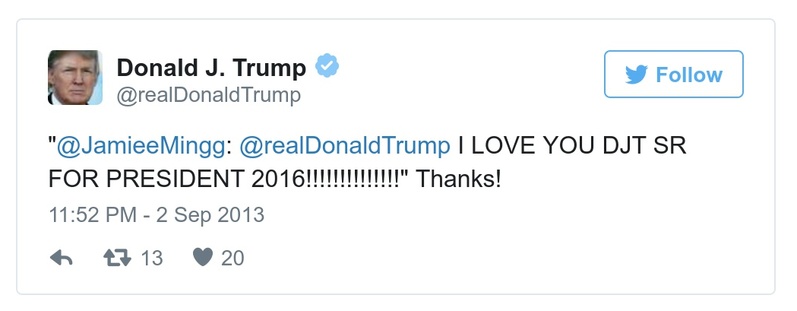 Donald J. Trump
@realDonaldTrump
Follow
"@JamieeMingg: @realDonaldTrump I LOVE YOU DJT SR
FOR PRESIDENT 2016!!!!!!!!!!!!!!!" Thanks!
11:52 PM - 2 Sep 2013
13 20